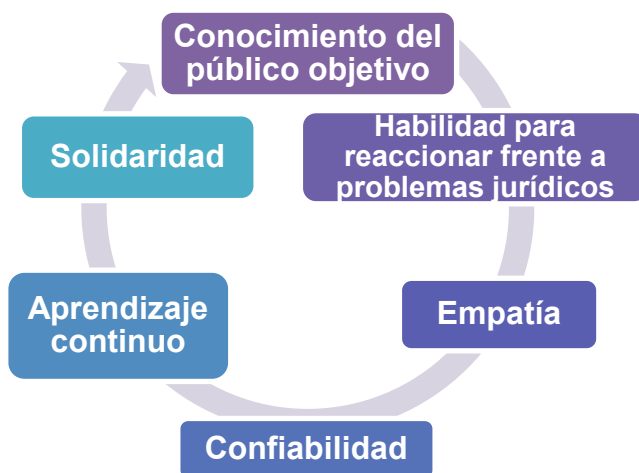 Conocimiento del
público objetivo
Habilidad para
reaccionar frente a
problemas jurídicos
Empatía
Confiabilidad
Aprendizaje
continuo
Solidaridad